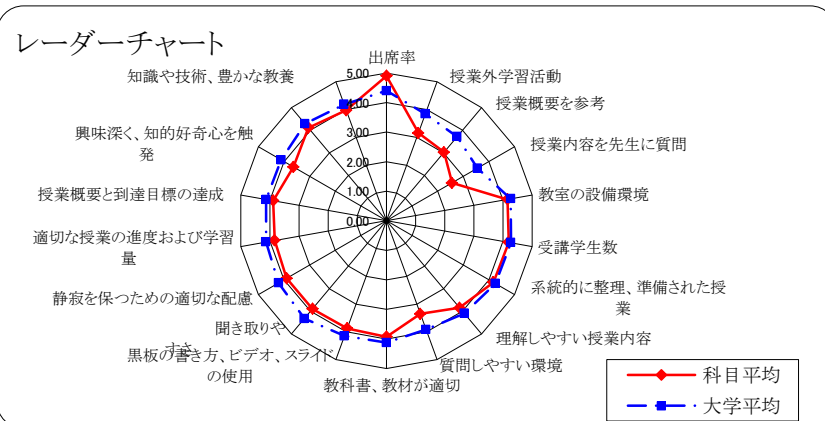 レーダーチャート
出席率
授業外学習活動
授業概要を参考
授業内容を先生に質問
教室の設備環境
受講学生数
系統的に整理、準備された授
業
理解しやすい授業内容
質問しやすい環境
教科書、教材が適切
黒板の書き方、ビデオ、スライド
の使用
聞き取りや
すさ
静寂を保つための適切な配慮
適切な授業の進度および学習
量
授業概要と到達目標の達成
興味深く、知的好奇心を触
発
知識や技術、豊かな教養
5.00
4.00
3.00
2.00
1.00
0.00
科目平均
大学平均